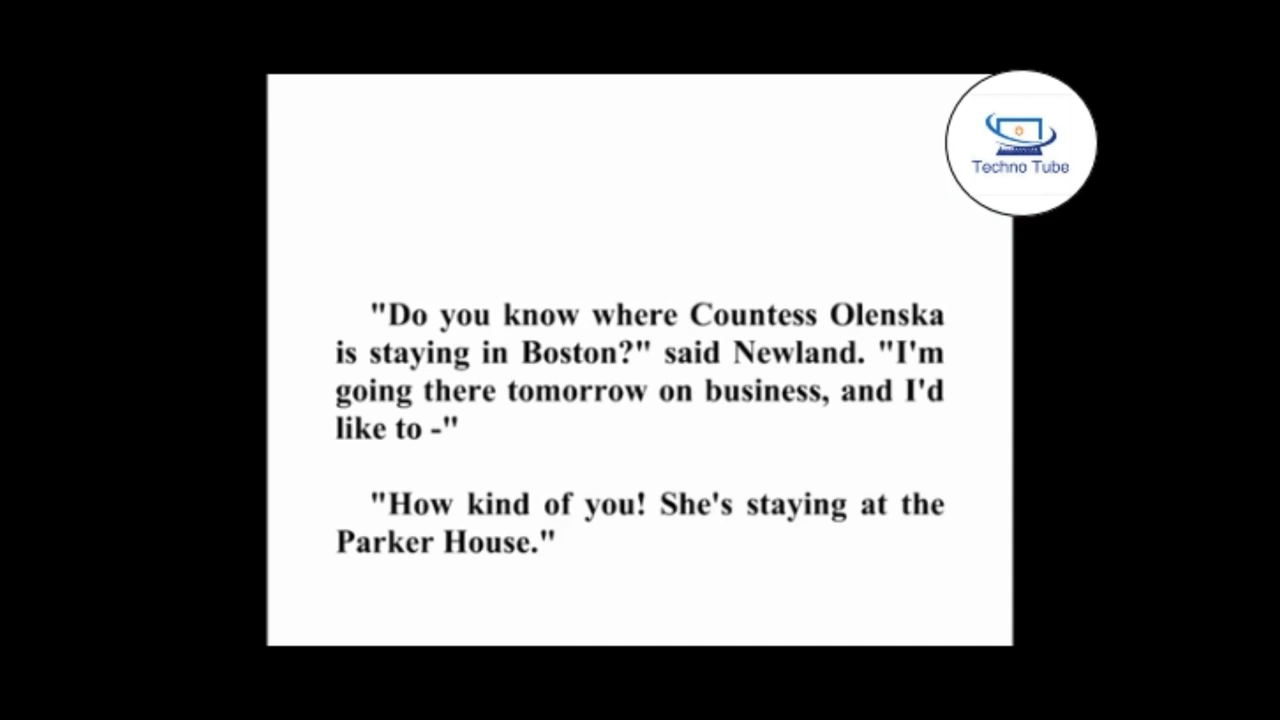 Techno Tube
"Do you know where Countess Olenska
is staying in Boston?" said Newland. "I'm
going there tomorrow on business, and I'd
like to -"
"How kind of you! She's staying at the
Parker House."